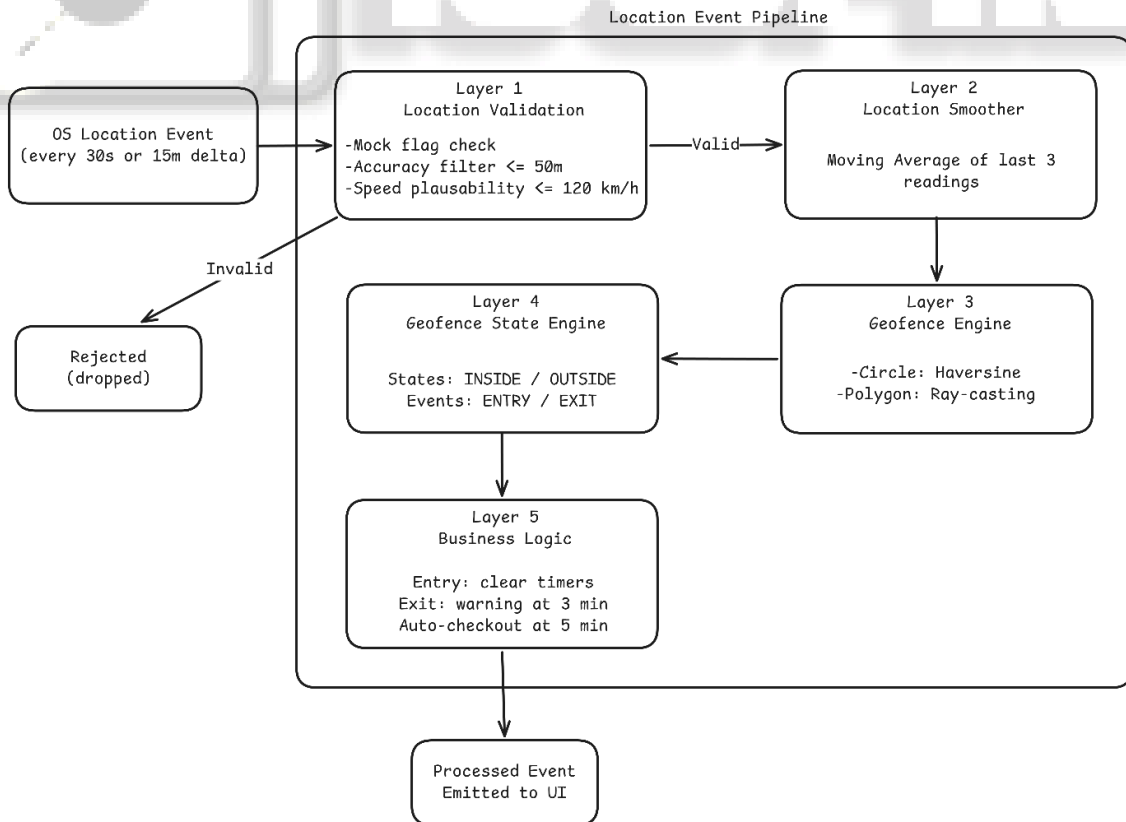 Location Event Pipeline
OS Location Event
(every 30s or 15m delta)
Layer 1
Location Validation
-Mock flag check
-Accuracy filter <= 50m
-Speed plausability <= 120 km/h
Valid
Layer 2
Location Smoother
Moving Average of last 3
readings
Invalid
Rejected
(dropped)
Layer 3
Geofence Engine
-Circle: Haversine
-Polygon: Ray-casting
Layer 4
Geofence State Engine
States: INSIDE / OUTSIDE
Events: ENTRY / EXIT
Layer 5
Business Logic
Entry: clear timers
Exit: warning at 3 min
Auto-checkout at 5 min
Processed Event
Emitted to UI